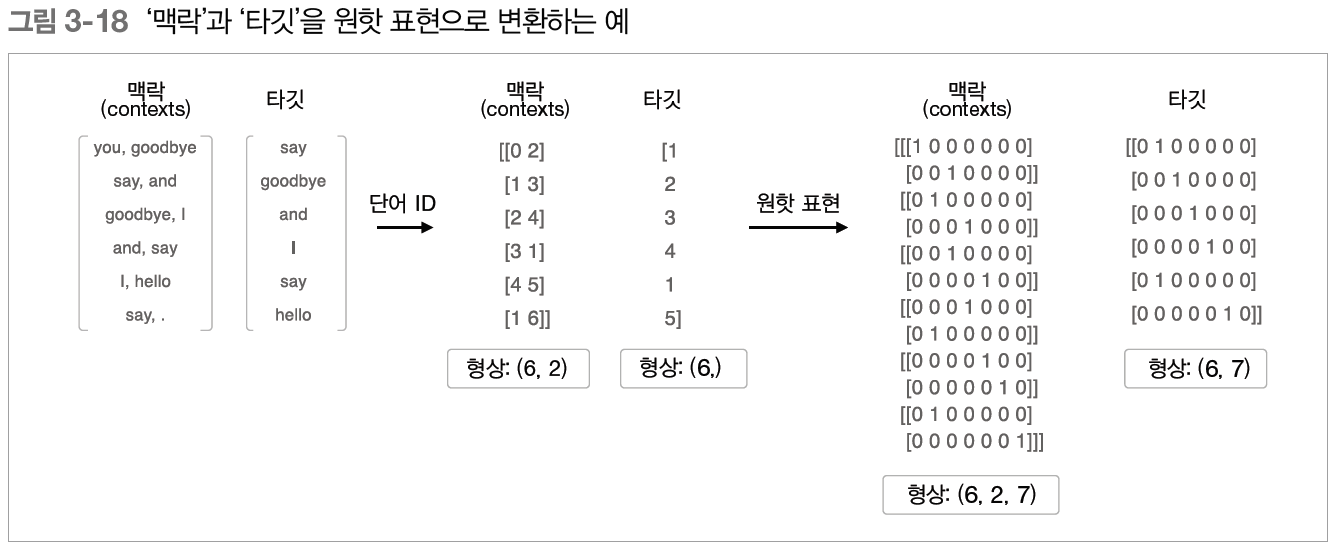 그림 3-18 ‘맥락’과 ‘타깃’을 원핫 표현으로 변환하는 예
맥락
(contexts)
you, goodbye
say, and
goodbye, I
and, say
I, hello
say, .
타깃
say
goodbye
and
I
say
hello
단어 ID
맥락
(contexts)
[[0 2]
[1 3]
[2 4]
[3 1]
[4 5]
[1 6]]
형상: (6, 2)
타깃
[1
2
3
4
1
5]
형상: (6,)
원핫 표현
맥락
(contexts)
[[[1 0 0 0 0 0 0]
[0 0 1 0 0 0 0]]
[[0 1 0 0 0 0 0]
[0 0 0 1 0 0 0]]
[[0 0 1 0 0 0 0]
[0 0 0 0 1 0 0]]
[[0 0 0 1 0 0 0]
[0 1 0 0 0 0 0]]
[[0 0 0 0 1 0 0]
[0 0 0 0 0 1 0]]
[[0 1 0 0 0 0 0]
[0 0 0 0 0 0 1]]]
형상: (6, 2, 7)
타깃
[[0 1 0 0 0 0 0]
[0 0 1 0 0 0 0]
[0 0 0 1 0 0 0]
[0 0 0 0 1 0 0]
[0 1 0 0 0 0 0]
[0 0 0 0 0 1 0]]
형상: (6, 7)